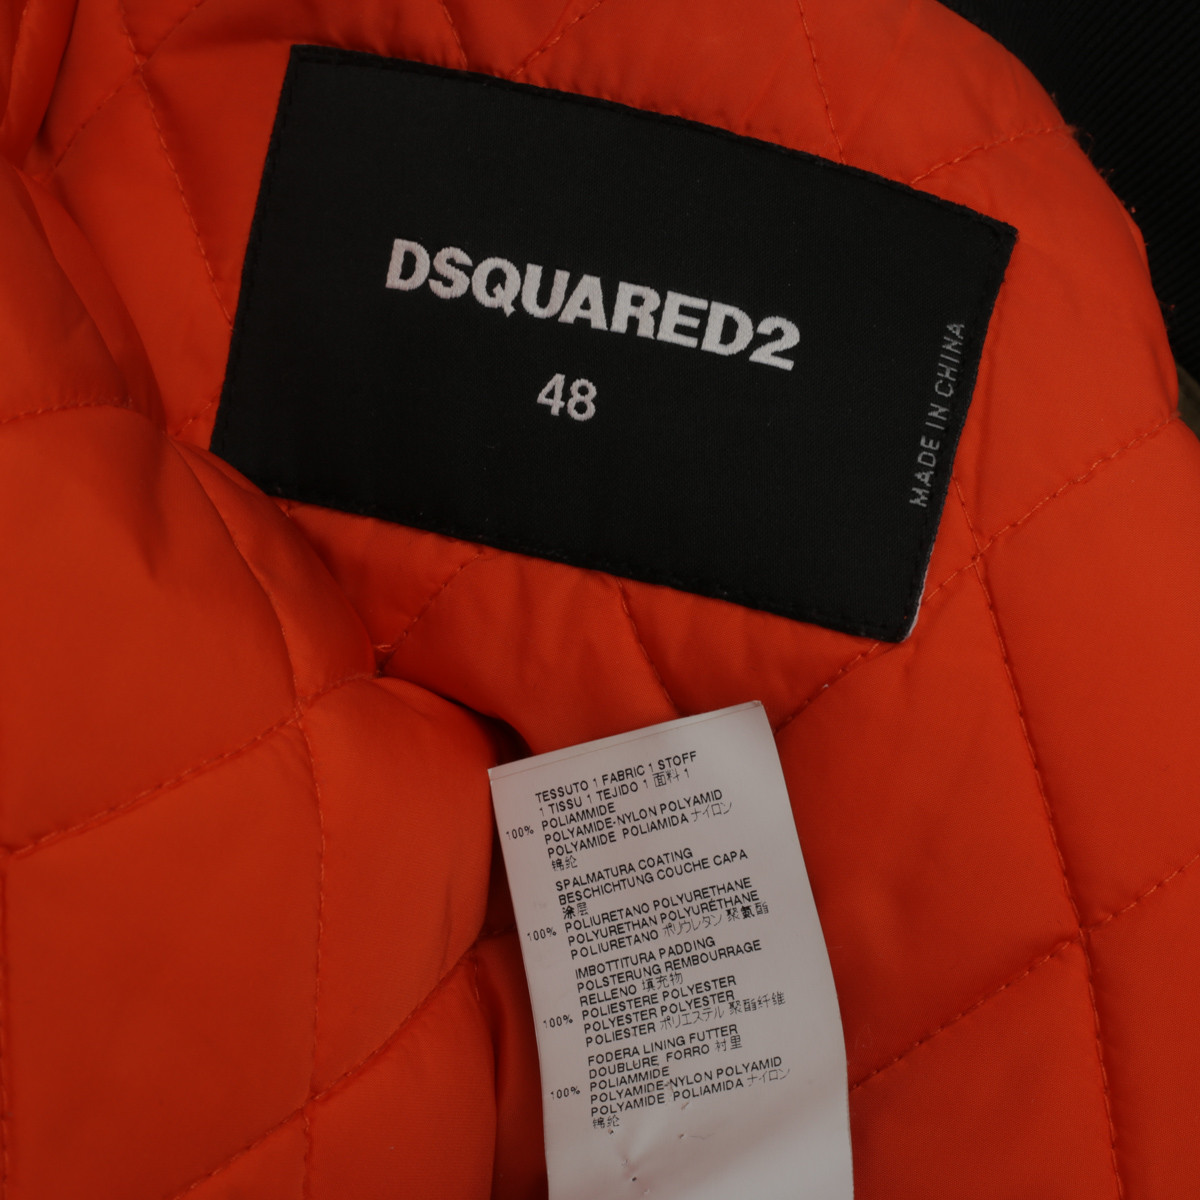 DSQUARED2
48
MADE IN CHINA
TESSUTO 1 FABRIC 1 STOFF
1 TISSU 1 TEJIDO 1 面料 1
POLIAMMIDE
100% POLYAMIDE-NYLON POLYAMID
POLYAMIDE POLIAMIDA ナイロン
锦纶
SPALMATURA COATING
BESCHICHTUNG COUCHE CAPA
涂层
POLIURETANO POLYURETHANE
100% POLYURETHAN POLYURÉTHANE
POLIURETANO ポリウレタン 聚氨酯
IMBOTTITURA PADDING
POLSTERUNG REMBOURRAGE
RELLENO 填充物
POLIESTERE POLYESTER
100% POLYESTER POLYESTER
POLIESTER ポリエステル 聚酯纤维
FODERA LINING FUTTER
DOUBLURE FORRO 村里
POLIAMMIDE
100% POLYAMIDE-NYLON POLYAMID
POLYAMIDE POLIAMIDA ナイロン
锦纶